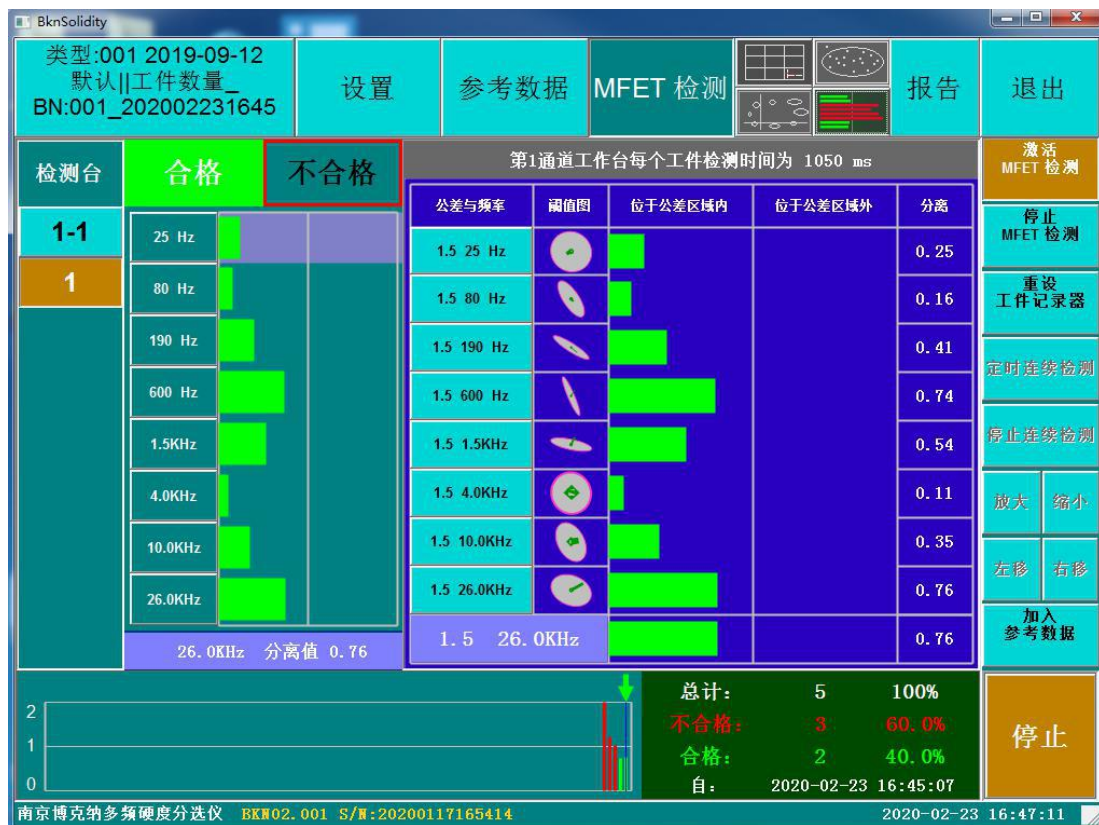 BknSolidity
类型:001 2019-09-12
默认||工件数量_
BN:001_202002231645
设置
参考数据
MFET 检测
报告
退出
检测台
合格
不合格
第1通道工作台每个工件检测时间为 1050 ms
激活
MFET 检测
公差与频率
阈值图
位于公差区域内
位于公差区域外
分离
停止
MFET 检测
重设
工件记录器
定时连续检测
停止连续检测
放大
缩小
左移
右移
加入
参考数据
1-1
1
25 Hz
80 Hz
190 Hz
600 Hz
1.5KHz
4.0KHz
10.0KHz
26.0KHz
26.0KHz 分离值 0.76
1.5 25 Hz
0.25
1.5 80 Hz
0.16
1.5 190 Hz
0.41
1.5 600 Hz
0.74
1.5 1.5KHz
0.54
1.5 4.0KHz
0.11
1.5 10.0KHz
0.35
1.5 26.0KHz
0.76
1.5 26.0KHz
0.76
2
1
0
总计: 5 100%
不合格: 3 60.0%
合格: 2 40.0%
自: 2020-02-23 16:45:07
停止
南京博克纳多频硬度分选仪 BKN02.001 S/N:20200117165414
2020-02-23 16:47:11